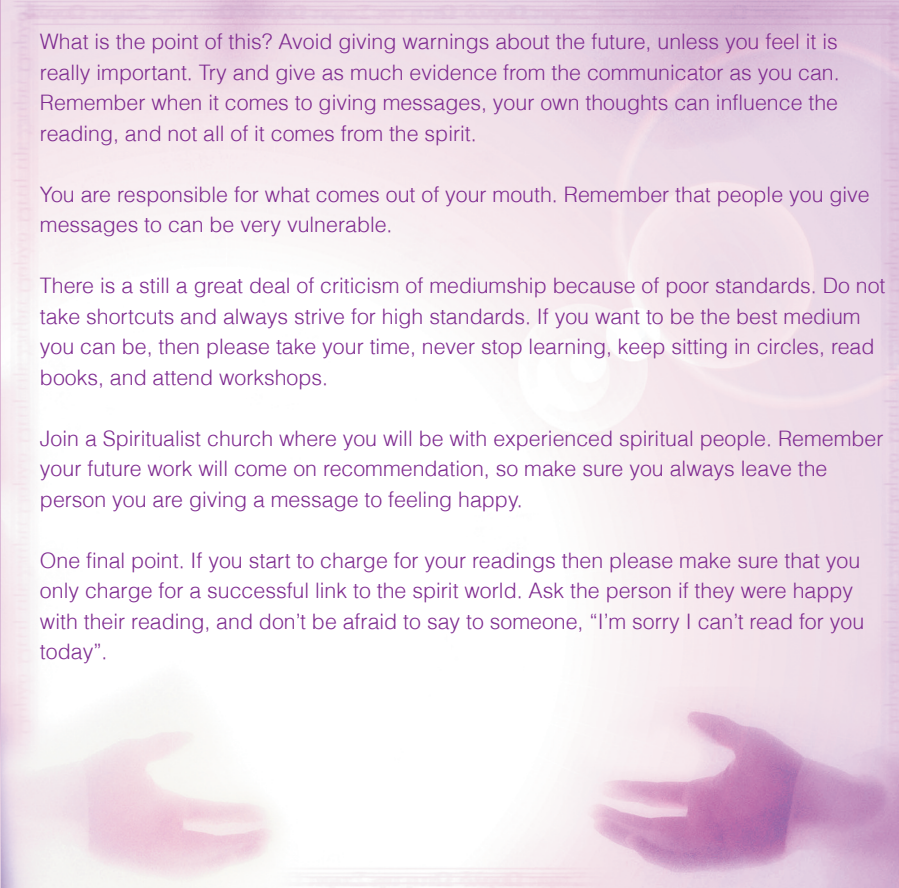 What is the point of this? Avoid giving warnings about the future, unless you feel it is
really important. Try and give as much evidence from the communicator as you can.
Remember when it comes to giving messages, your own thoughts can influence the
reading, and not all of it comes from the spirit.
You are responsible for what comes out of your mouth. Remember that people you give
messages to can be very vulnerable.
There is a still a great deal of criticism of mediumship because of poor standards. Do not
take shortcuts and always strive for high standards. If you want to be the best medium
you can be, then please take your time, never stop learning, keep sitting in circles, read
books, and attend workshops.
Join a Spiritualist church where you will be with experienced spiritual people. Remember
your future work will come on recommendation, so make sure you always leave the
person you are giving a message to feeling happy.
One final point. If you start to charge for your readings then please make sure that you
only charge for a successful link to the spirit world. Ask the person if they were happy
with their reading, and don’t be afraid to say to someone, “I’m sorry I can’t read for you
today”.